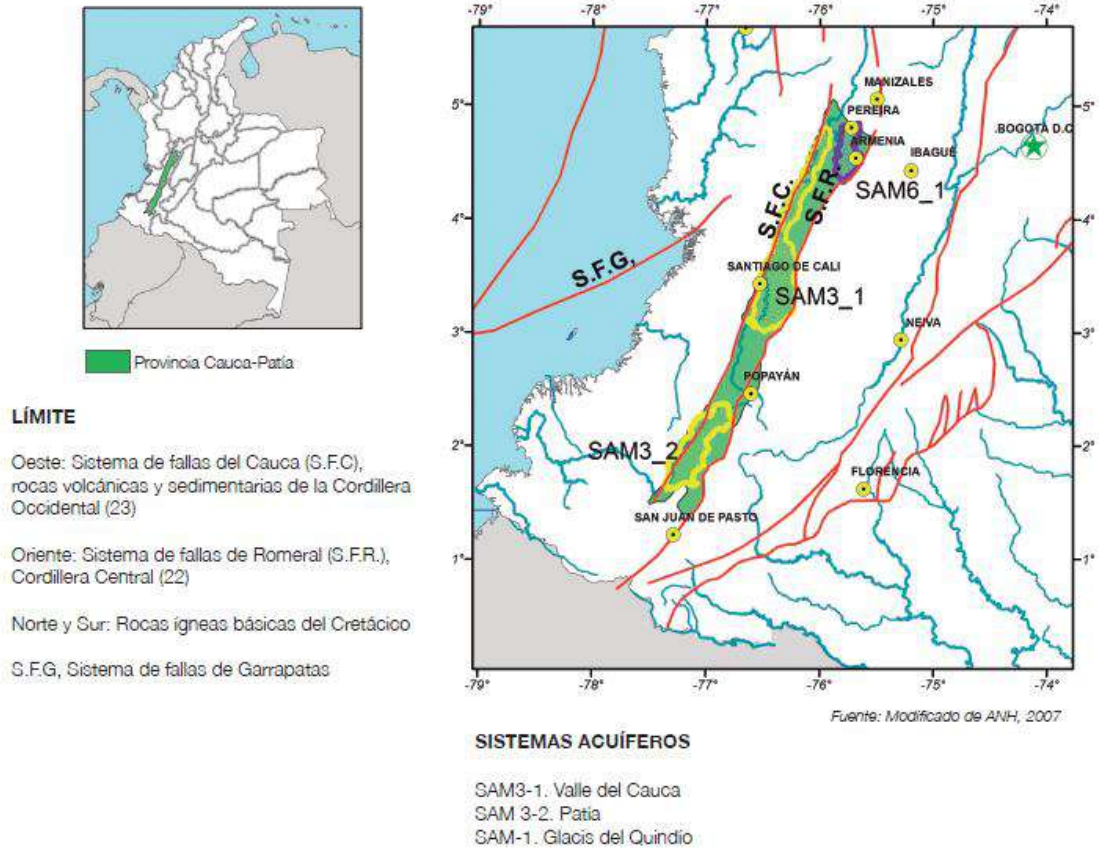 Provincia Cauca-Patía
LÍMITE
Oeste: Sistema de fallas del Cauca (S.F.C),
rocas volcánicas y sedimentarias de la Cordillera
Occidental (23)
Oriente: Sistema de fallas de Romeral (S.F.R.),
Cordillera Central (22)
Norte y Sur: Rocas igneas básicas del Cretácico
S.F.G, Sistema de fallas de Garrapatas
-79° -78° -77° -76° -75° -74°
MANIZALES
5° 5°
PEREIRA
BOGOTÁ D.C
ARMENIA
IBAGUÉ
SAM6_1
S.F.C.
S.F.R.
4° 4°
S.F.G,
SANTIAGO DE CALI
SAM3_1
3° 3°
NEIVA
POPAYÁN
2° 2°
SAM3_2
FLORENCIA
SAN JUAN DE PASTO
1° 1°
-79° -78° -77° -76° -75° -74°
Fuente: Modificado de ANH, 2007
SISTEMAS ACUÍFEROS
SAM3-1. Valle del Cauca
SAM 3-2. Patía
SAM-1. Glacis del Quindío